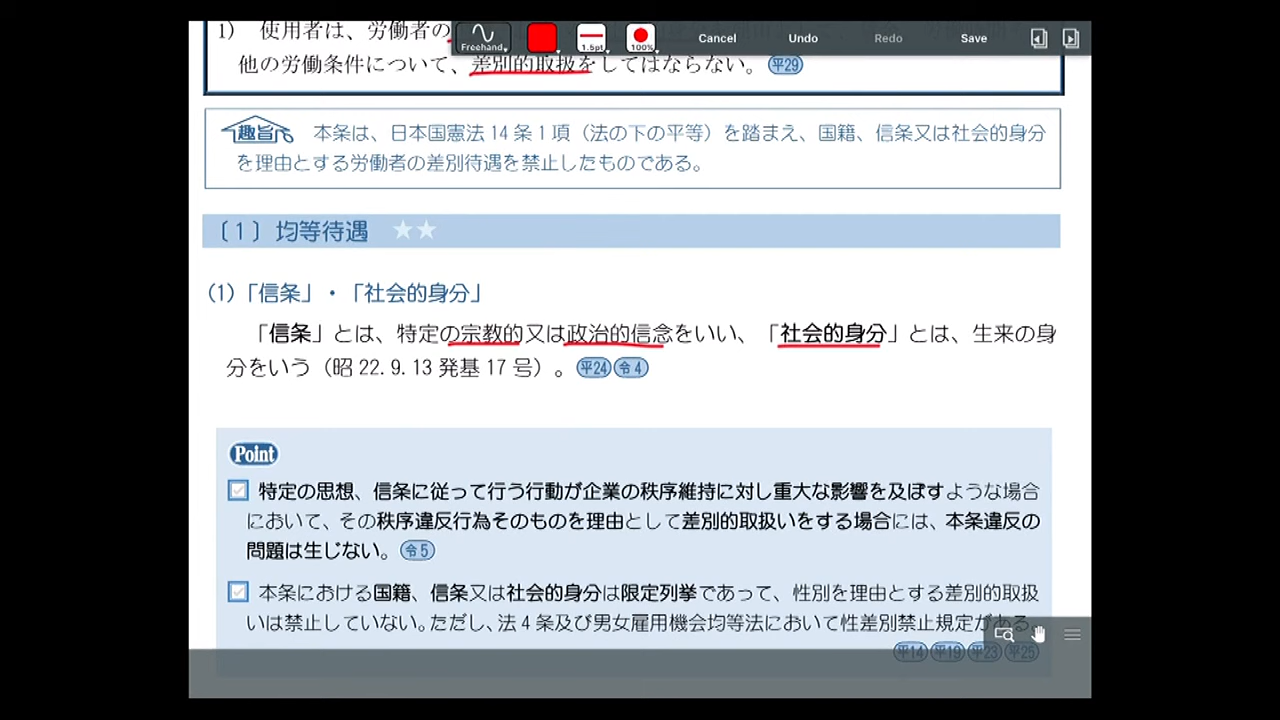 1) 使用者は、労働者の
Freehand 1.5pt 100% Cancel Undo Redo Save
他の労働条件について、差別的取扱をしてはならない。 平29
趣旨 本条は、日本国憲法14条1項（法の下の平等）を踏まえ、国籍、信条又は社会的身分
を理由とする労働者の差別待遇を禁止したものである。
〔1〕均等待遇 ★★
(1)「信条」・「社会的身分」
「信条」とは、特定の宗教的又は政治的信念をいい、「社会的身分」とは、生来の身
分をいう（昭22.9.13発基17号）。 平24 令4
Point
特定の思想、信条に従って行う行動が企業の秩序維持に対し重大な影響を及ぼすような場合
において、その秩序違反行為そのものを理由として差別的取扱いをする場合には、本条違反の
問題は生じない。 令5
本条における国籍、信条又は社会的身分は限定列挙であって、性別を理由とする差別的取扱
いは禁止していない。ただし、法4条及び男女雇用機会均等法において性差別禁止規定がある。
平14 平19 平23 平25